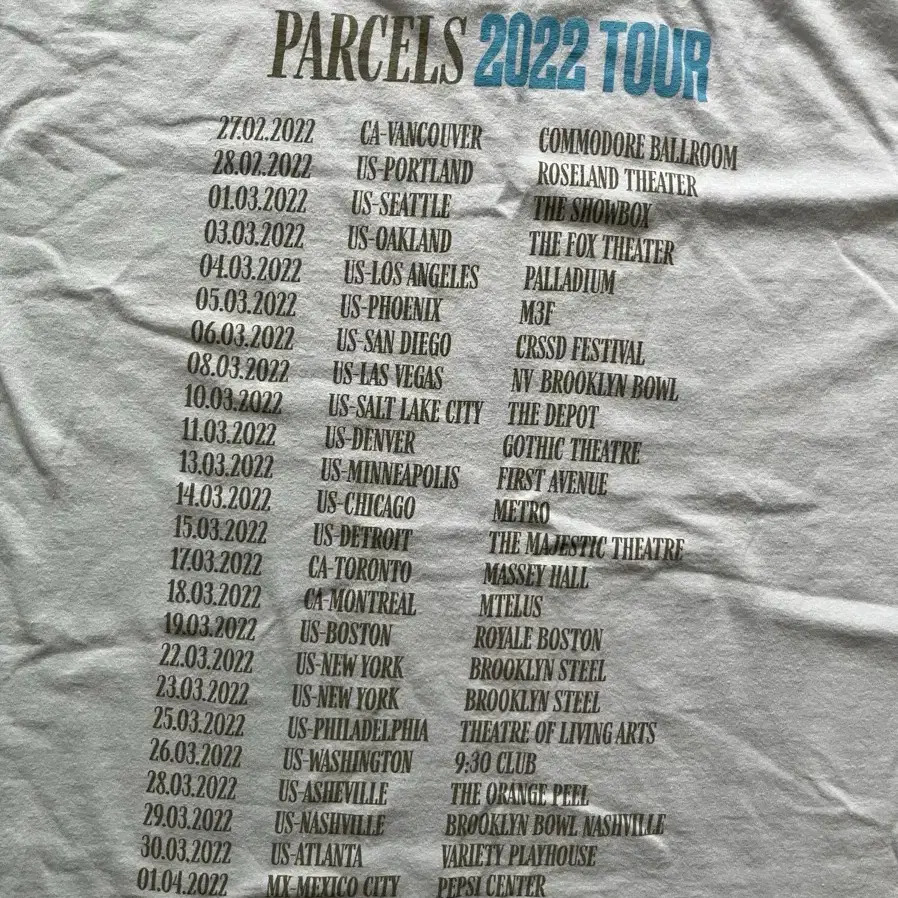 PARCELS 2022 TOUR
27.02.2022 CA-VANCOUVER COMMODORE BALLROOM
28.02.2022 US-PORTLAND ROSELAND THEATER
01.03.2022 US-SEATTLE THE SHOWBOX
03.03.2022 US-OAKLAND THE FOX THEATER
04.03.2022 US-LOS ANGELES PALLADIUM
05.03.2022 US-PHOENIX M3F
06.03.2022 US-SAN DIEGO CRSSD FESTIVAL
08.03.2022 US-LAS VEGAS NV BROOKLYN BOWL
10.03.2022 US-SALT LAKE CITY THE DEPOT
11.03.2022 US-DENVER GOTHIC THEATRE
13.03.2022 US-MINNEAPOLIS FIRST AVENUE
14.03.2022 US-CHICAGO METRO
15.03.2022 US-DETROIT THE MAJESTIC THEATRE
17.03.2022 CA-TORONTO MASSEY HALL
18.03.2022 CA-MONTREAL MTELUS
19.03.2022 US-BOSTON ROYALE BOSTON
22.03.2022 US-NEW YORK BROOKLYN STEEL
23.03.2022 US-NEW YORK BROOKLYN STEEL
25.03.2022 US-PHILADELPHIA THEATRE OF LIVING ARTS
26.03.2022 US-WASHINGTON 9:30 CLUB
28.03.2022 US-ASHEVILLE THE ORANGE PEEL
29.03.2022 US-NASHVILLE BROOKLYN BOWL NASHVILLE
30.03.2022 US-ATLANTA VARIETY PLAYHOUSE
01.04.2022 MX-MEXICO CITY PEPSI CENTER